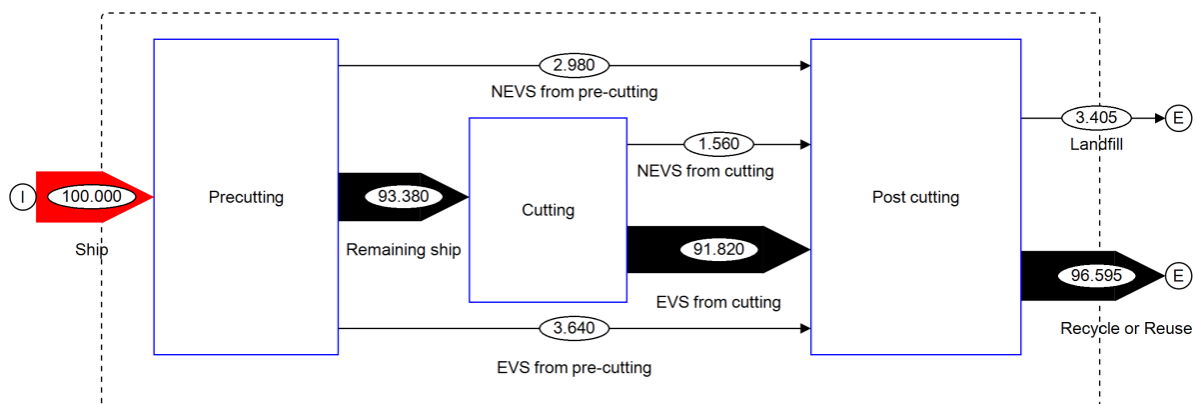 2.980
NEVS from pre-cutting
3.405
E
Landfill
1.560
NEVS from cutting
I
100.000
Ship
Precutting
93.380
Remaining ship
Cutting
Post cutting
91.820
EVS from cutting
96.595
E
Recycle or Reuse
3.640
EVS from pre-cutting